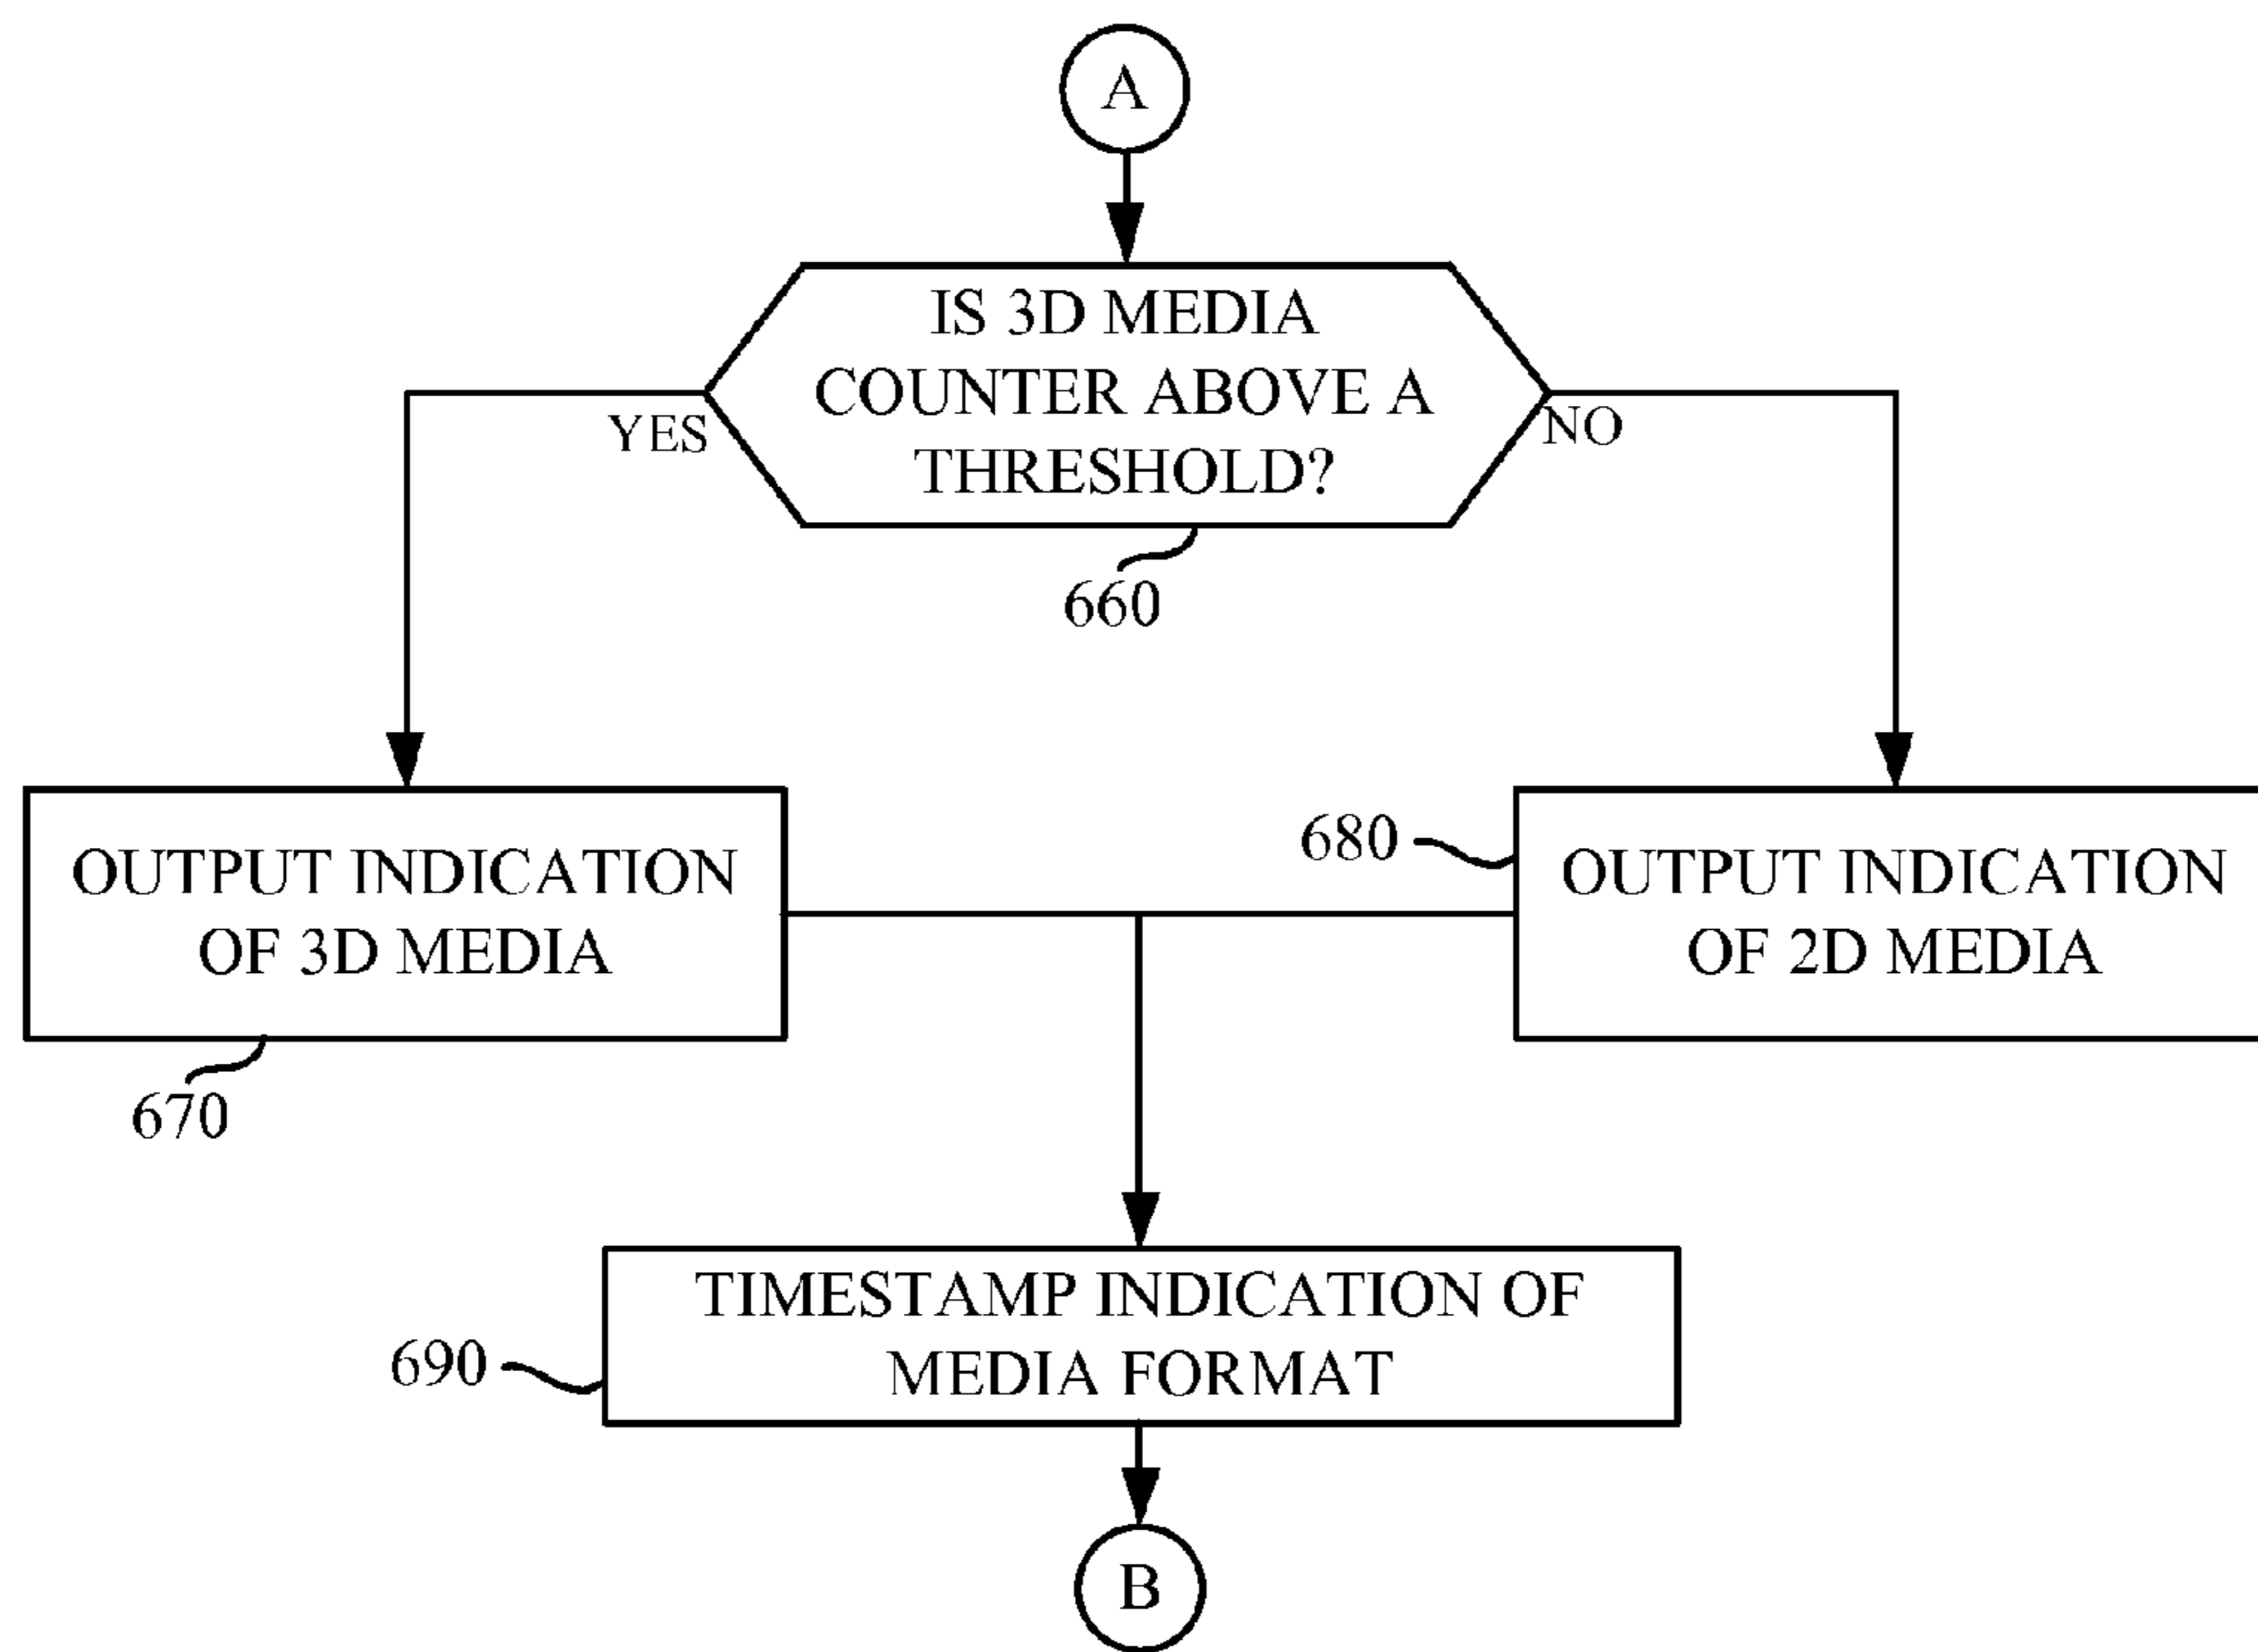 A
IS 3D MEDIA
COUNTER ABOVE A
THRESHOLD?
YES
NO
660
OUTPUT INDICATION
OF 3D MEDIA
670
680
OUTPUT INDICATION
OF 2D MEDIA
TIMESTAMP INDICATION OF
MEDIA FORMAT
690
B